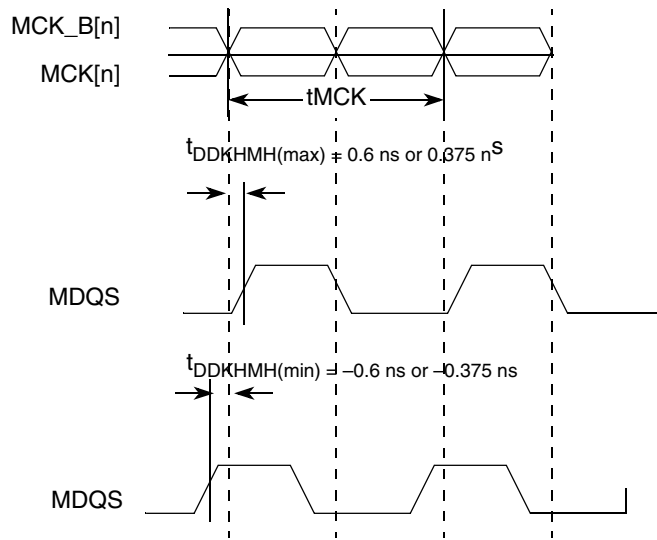 MCK_B[n]
MCK[n]
tMCK
tDDKHMH(max) = 0.6 ns or 0.375 ns
MDQS
tDDKHMH(min) = –0.6 ns or –0.375 ns
MDQS